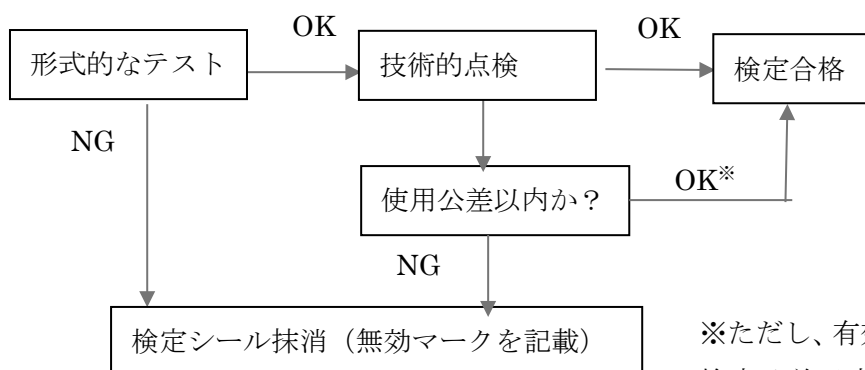 OK
OK
形式的なテスト
技術的点検
検定合格
NG
使用公差以内か？
OK※
NG
検定シール抹消（無効マークを記載）
※ただし、有